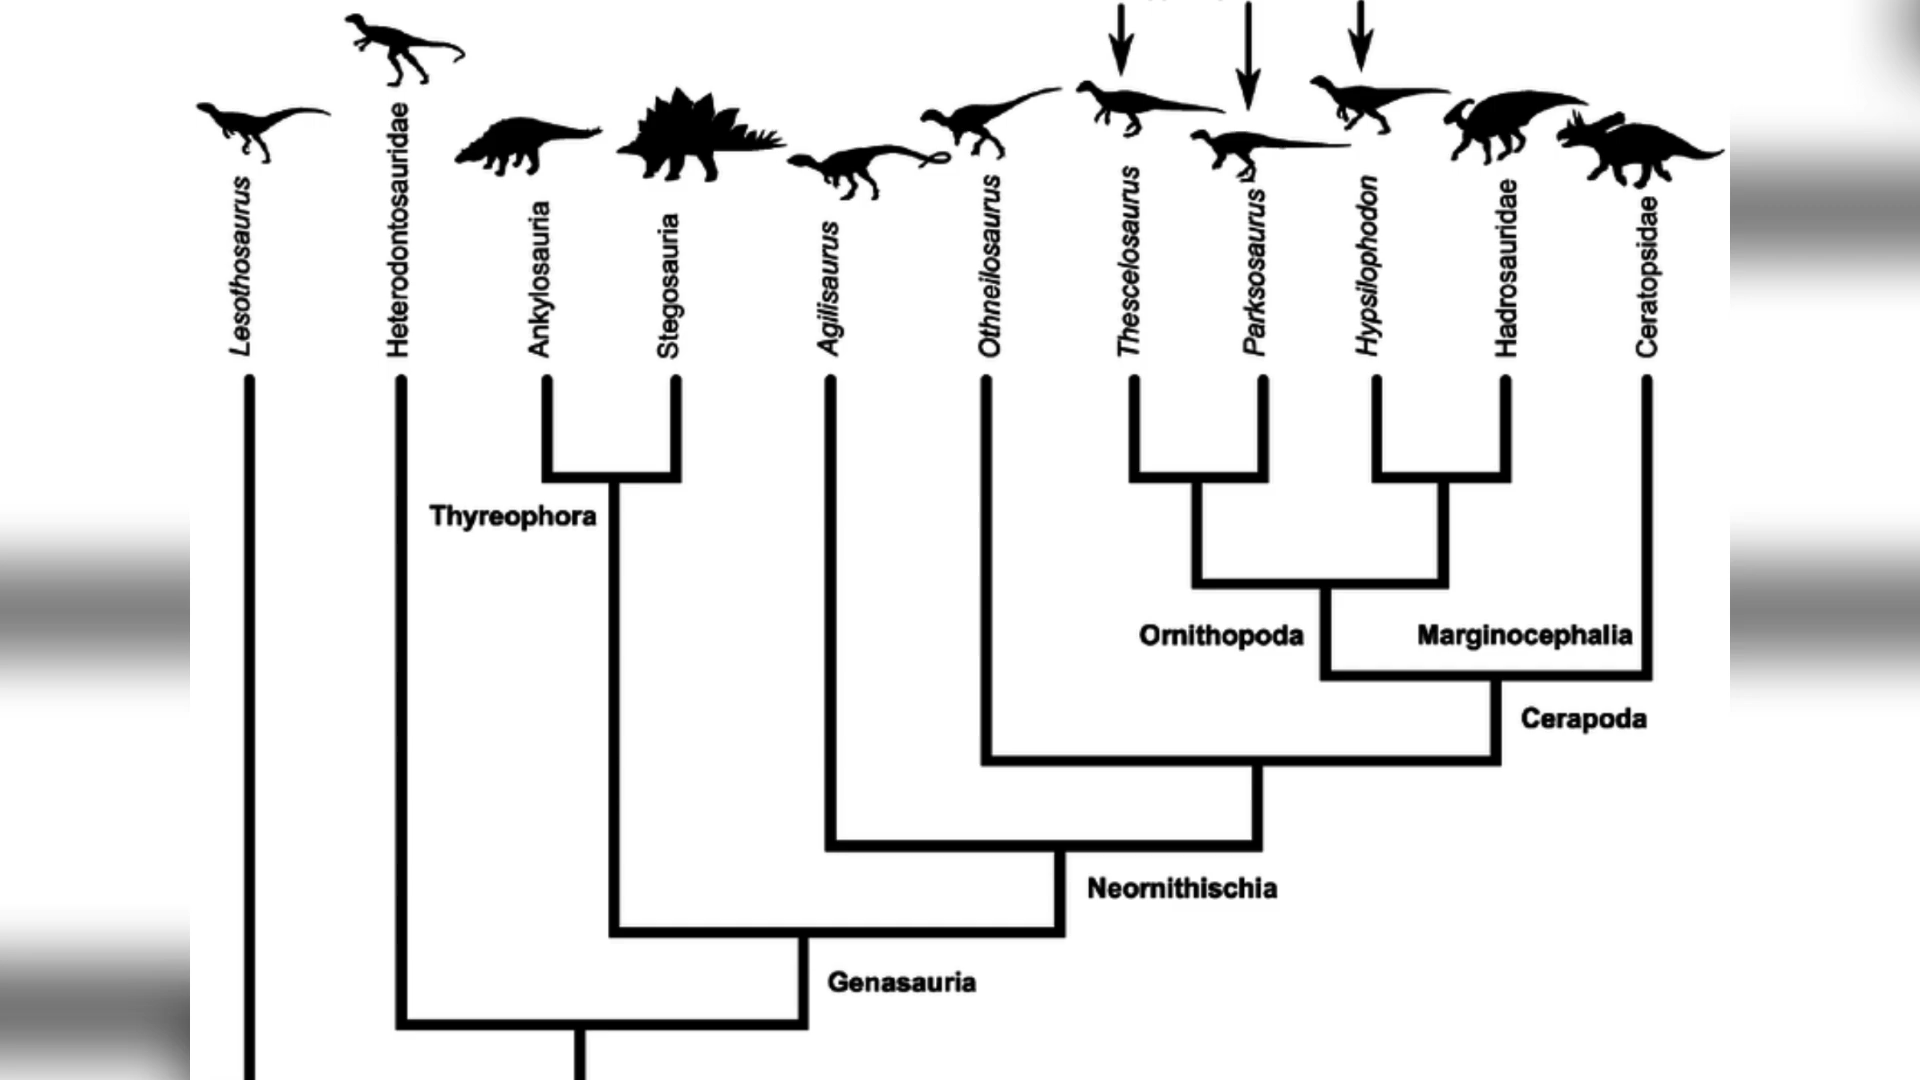 Lesothosaurus
Heterodontosauridae
Ankylosauria
Stegosauria
Agilisaurus
Othneilosaurus
Thescelosaurus
Parksosaurus
Hypsilophodon
Hadrosauridae
Ceratopsidae
Thyreophora
Ornithopoda
Marginocephalia
Cerapoda
Neornithischia
Genasauria